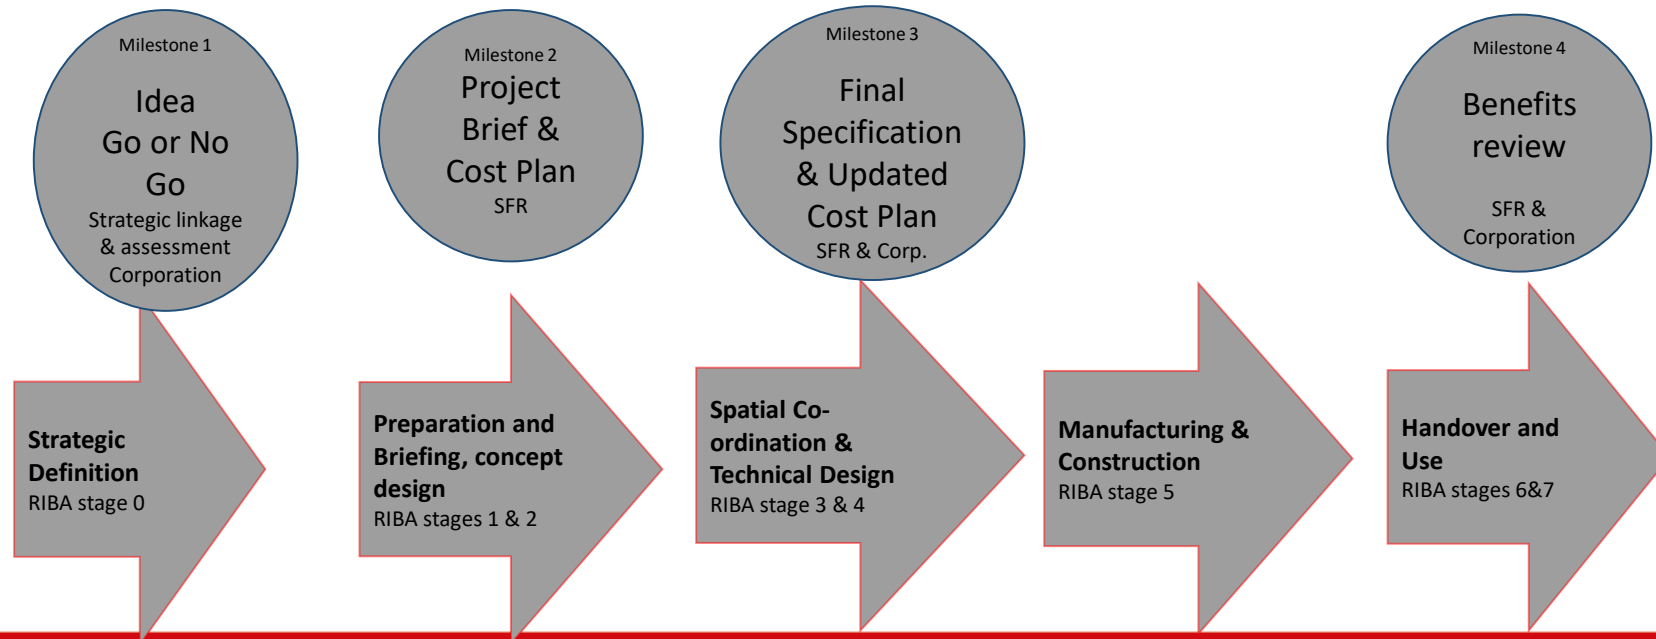 Milestone 1
Idea
Go or No
Go
Strategic linkage
& assessment
Corporation
Milestone 2
Project
Brief &
Cost Plan
SFR
Milestone 3
Final
Specification
& Updated
Cost Plan
SFR & Corp.
Milestone 4
Benefits
review
SFR &
Corporation
Strategic
Definition
RIBA stage 0
Preparation and
Briefing, concept
design
RIBA stages 1 & 2
Spatial Co-
ordination &
Technical Design
RIBA stage 3 & 4
Manufacturing &
Construction
RIBA stage 5
Handover and
Use
RIBA stages 6&7